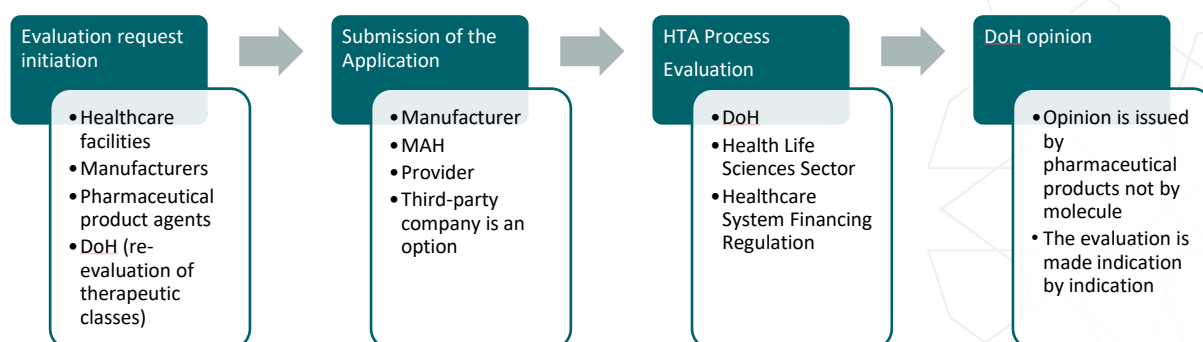 Evaluation request
initiation
• Healthcare
facilities
• Manufacturers
• Pharmaceutical
product agents
• DoH (re-
evaluation of
therapeutic
classes)
Submission of the
Application
• Manufacturer
• MAH
• Provider
• Third-party
company is an
option
HTA Process
Evaluation
• DoH
• Health Life
Sciences Sector
• Healthcare
System Financing
Regulation
DoH opinion
• Opinion is issued
by
pharmaceutical
products not by
molecule
• The evaluation is
made indication
by indication